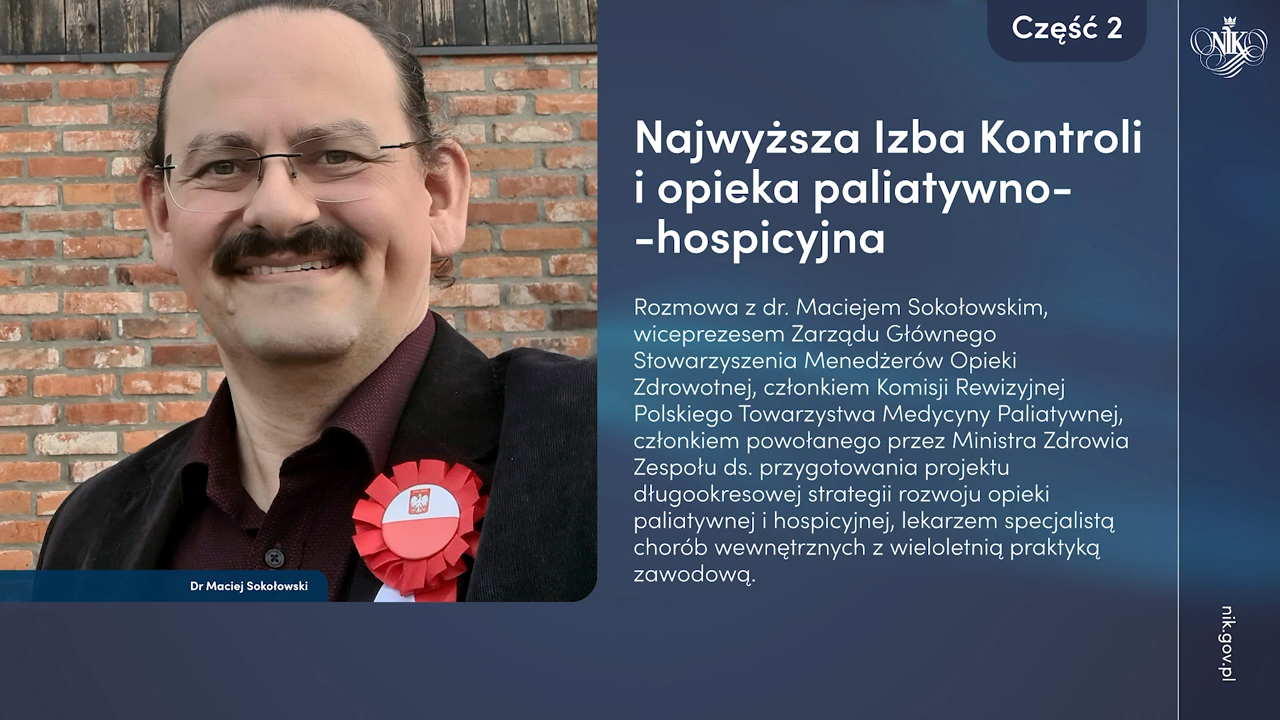 Część 2
NIK
Najwyższa Izba Kontroli
i opieka paliatywno-
-hospicyjna
Rozmowa z dr. Maciejem Sokołowskim,
wiceprezesem Zarządu Głównego
Stowarzyszenia Menedżerów Opieki
Zdrowotnej, członkiem Komisji Rewizyjnej
Polskiego Towarzystwa Medycyny Paliatywnej,
członkiem powołanego przez Ministra Zdrowia
Zespołu ds. przygotowania projektu
długookresowej strategii rozwoju opieki
paliatywnej i hospicyjnej, lekarzem specjalistą
chorób wewnętrznych z wieloletnią praktyką
zawodową.
Dr Maciej Sokołowski
nik.gov.pl